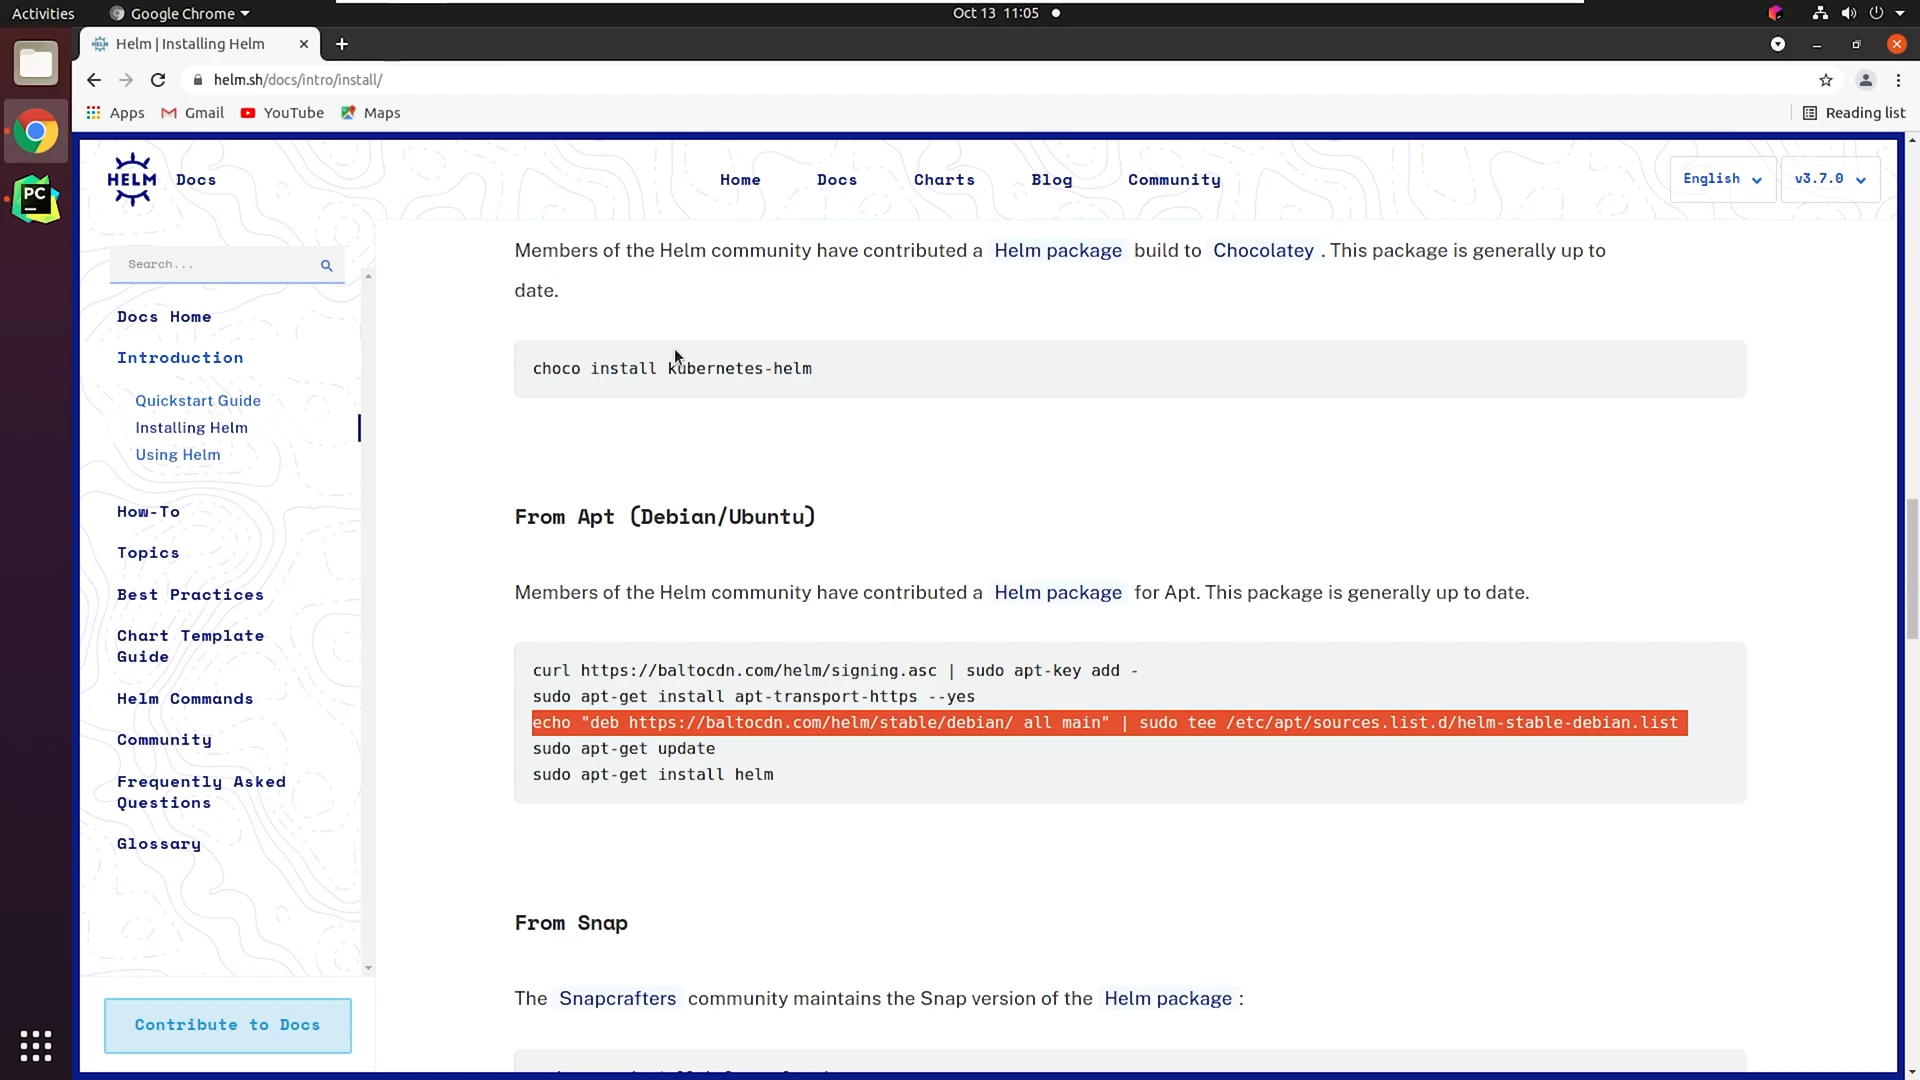 Activities
Google Chrome
Oct 13 11:05
Helm | Installing Helm
helm.sh/docs/intro/install/
Apps
Gmail
YouTube
Maps
Reading list
HELM
Docs
Home
Docs
Charts
Blog
Community
English
v3.7.0
Search...
Docs Home
Introduction
Quickstart Guide
Installing Helm
Using Helm
How-To
Topics
Best Practices
Chart Template
Guide
Helm Commands
Community
Frequently Asked
Questions
Glossary
Contribute to Docs
Members of the Helm community have contributed a Helm package build to Chocolatey . This package is generally up to
date.
choco install kubernetes-helm
From Apt (Debian/Ubuntu)
Members of the Helm community have contributed a Helm package for Apt. This package is generally up to date.
curl https://baltocdn.com/helm/signing.asc | sudo apt-key add -
sudo apt-get install apt-transport-https --yes
echo "deb https://baltocdn.com/helm/stable/debian/ all main" | sudo tee /etc/apt/sources.list.d/helm-stable-debian.list
sudo apt-get update
sudo apt-get install helm
From Snap
The Snapcrafters community maintains the Snap version of the Helm package :
PC